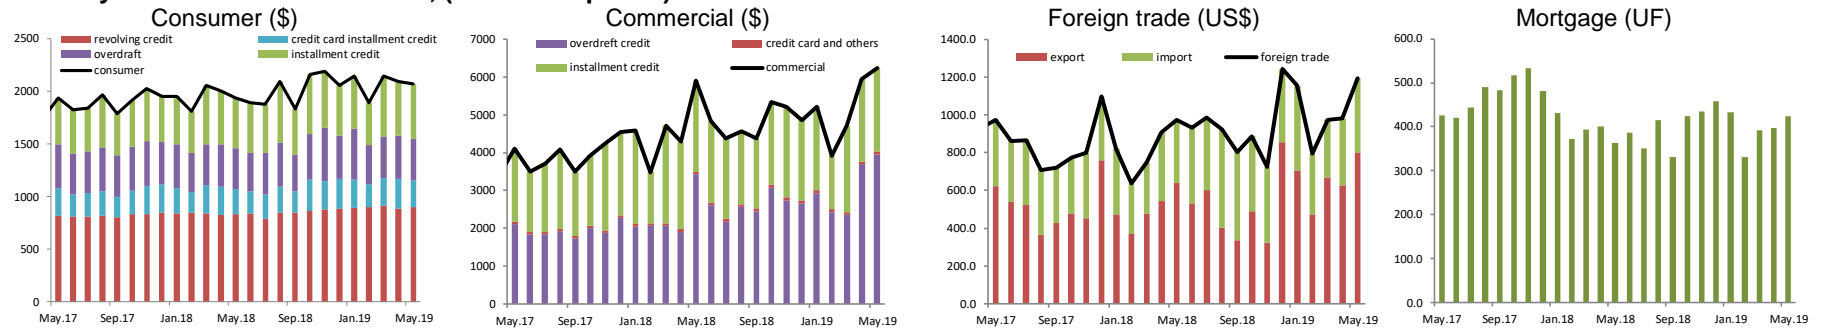 Consumer ($)
revolving credit
credit card installment credit
overdraft
installment credit
consumer
2500
2000
1500
1000
500
0
May.17 Sep.17 Jan.18 May.18 Sep.18 Jan.19 May.19
Commercial ($)
overdreft credit
credit card and others
installment credit
commercial
7000
6000
5000
4000
3000
2000
1000
0
May.17 Sep.17 Jan.18 May.18 Sep.18 Jan.19 May.19
Foreign trade (US$)
export
import
foreign trade
1400.0
1200.0
1000.0
800.0
600.0
400.0
200.0
0.0
May.17 Sep.17 Jan.18 May.18 Sep.18 Jan.19 May.19
Mortgage (UF)
600.0
500.0
400.0
300.0
200.0
100.0
0.0
May.17 Sep.17 Jan.18 May.18 Sep.18 Jan.19 May.19